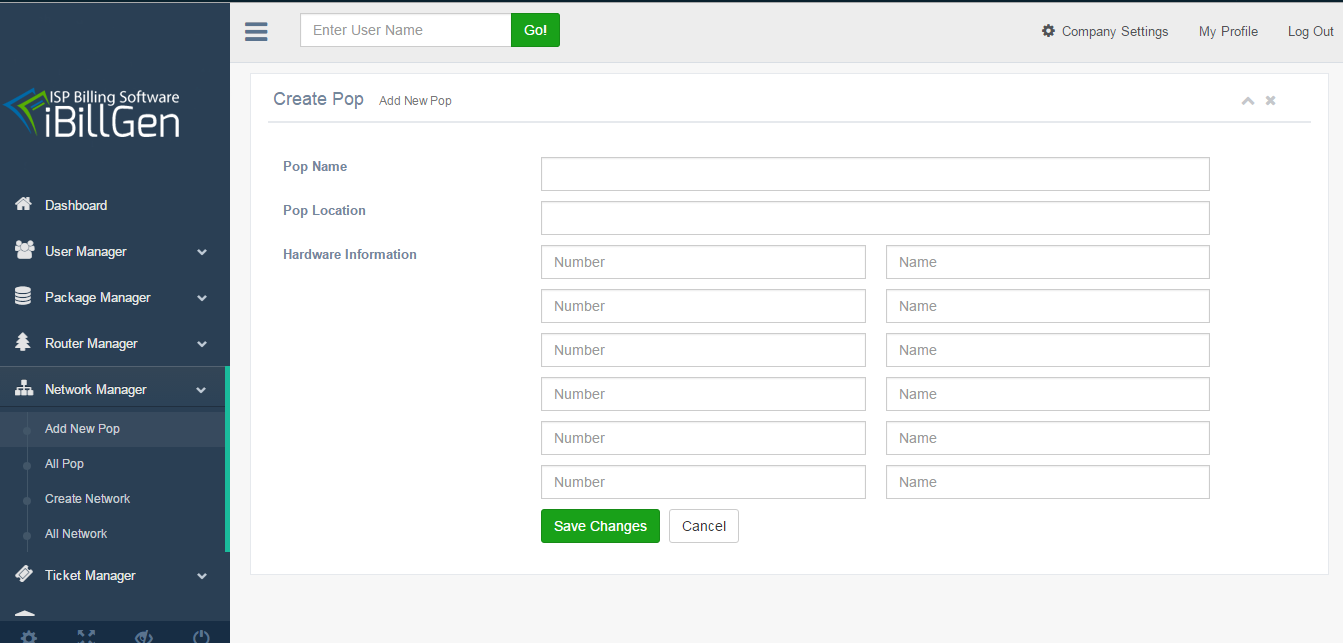 Enter User Name Go! Company Settings My Profile Log Out
ISP Billing Software
iBillGen
Dashboard
User Manager
Package Manager
Router Manager
Network Manager
Add New Pop
All Pop
Create Network
All Network
Ticket Manager
Create Pop Add New Pop
Pop Name
Pop Location
Hardware Information Number Name
Number Name
Number Name
Number Name
Number Name
Number Name
Save Changes Cancel